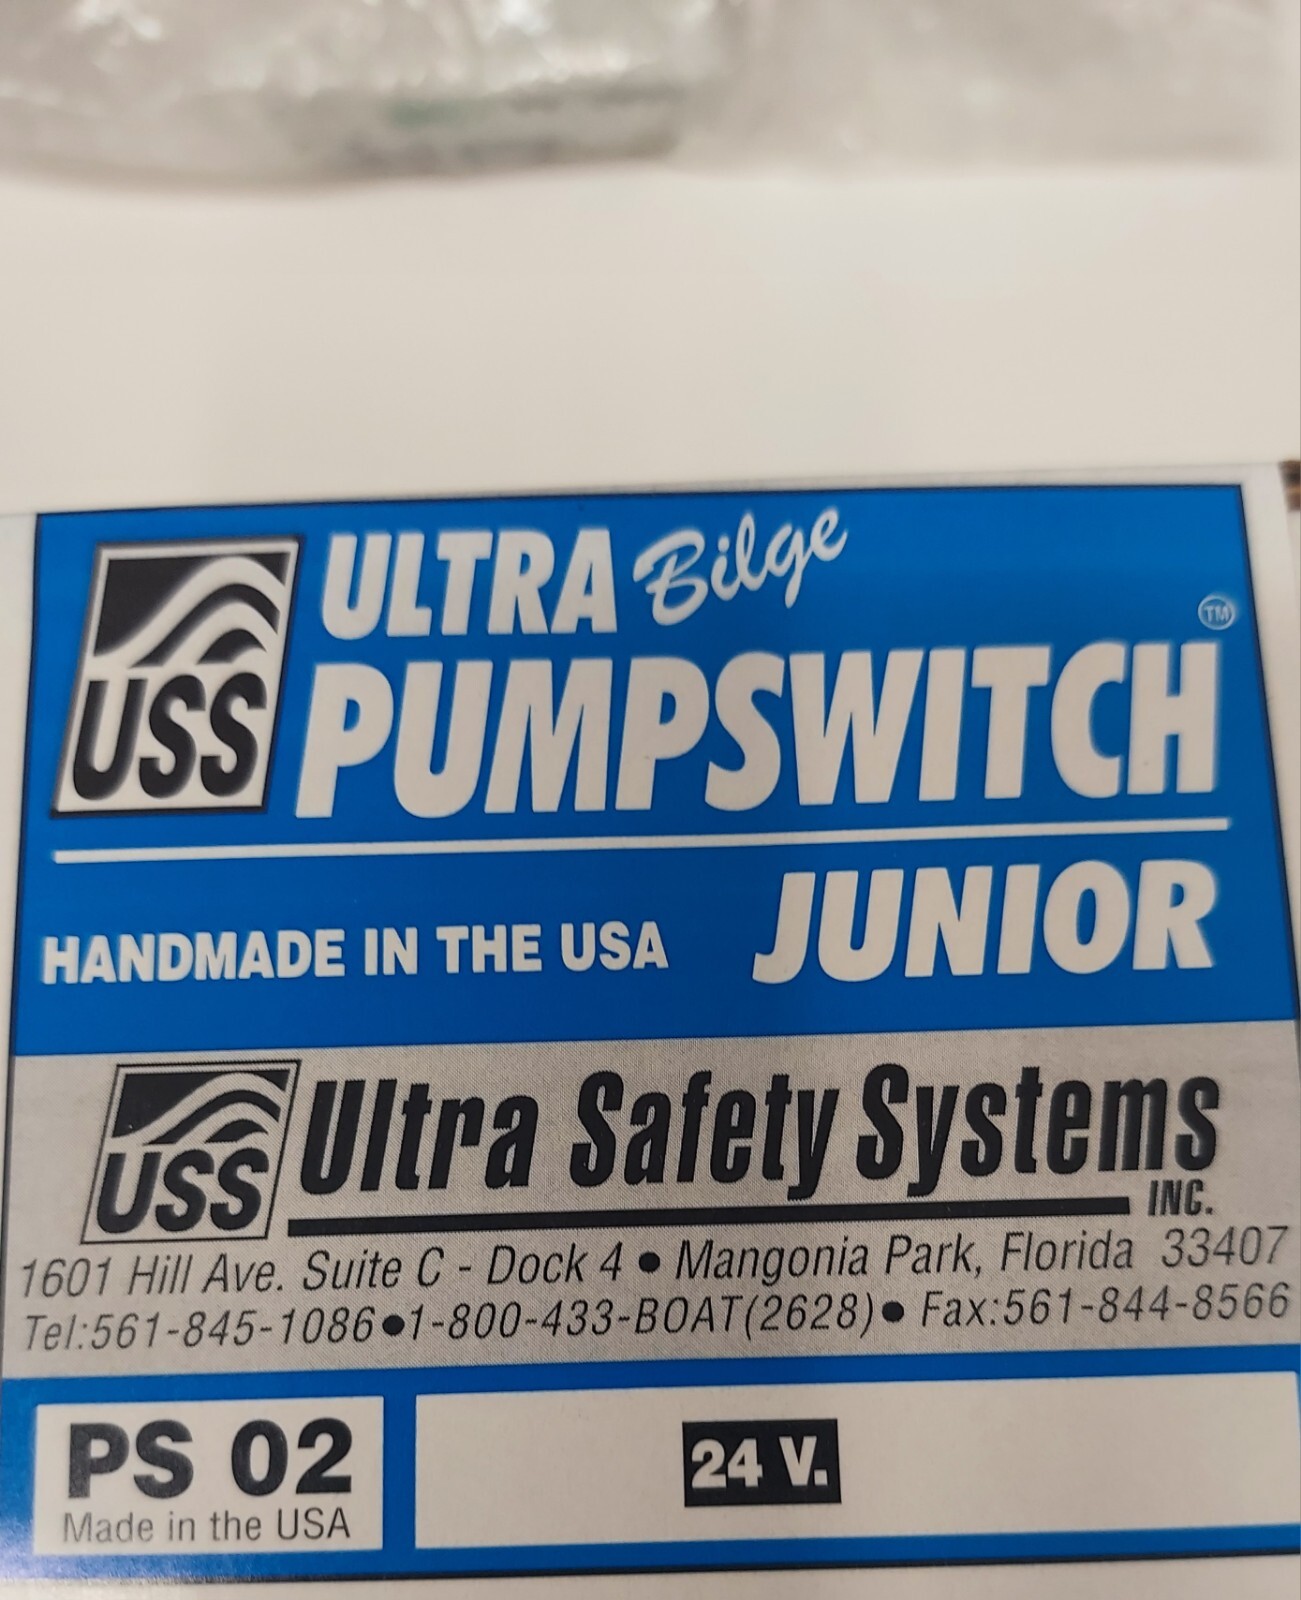 USS
ULTRA Bilge
PUMPSWITCH TM
JUNIOR
HANDMADE IN THE USA
USS
Ultra Safety Systems
INC.
1601 Hill Ave. Suite C - Dock 4 • Mangonia Park, Florida 33407
Tel:561-845-1086•1-800-433-BOAT(2628)• Fax:561-844-8566
PS 02
Made in the USA
24 V.